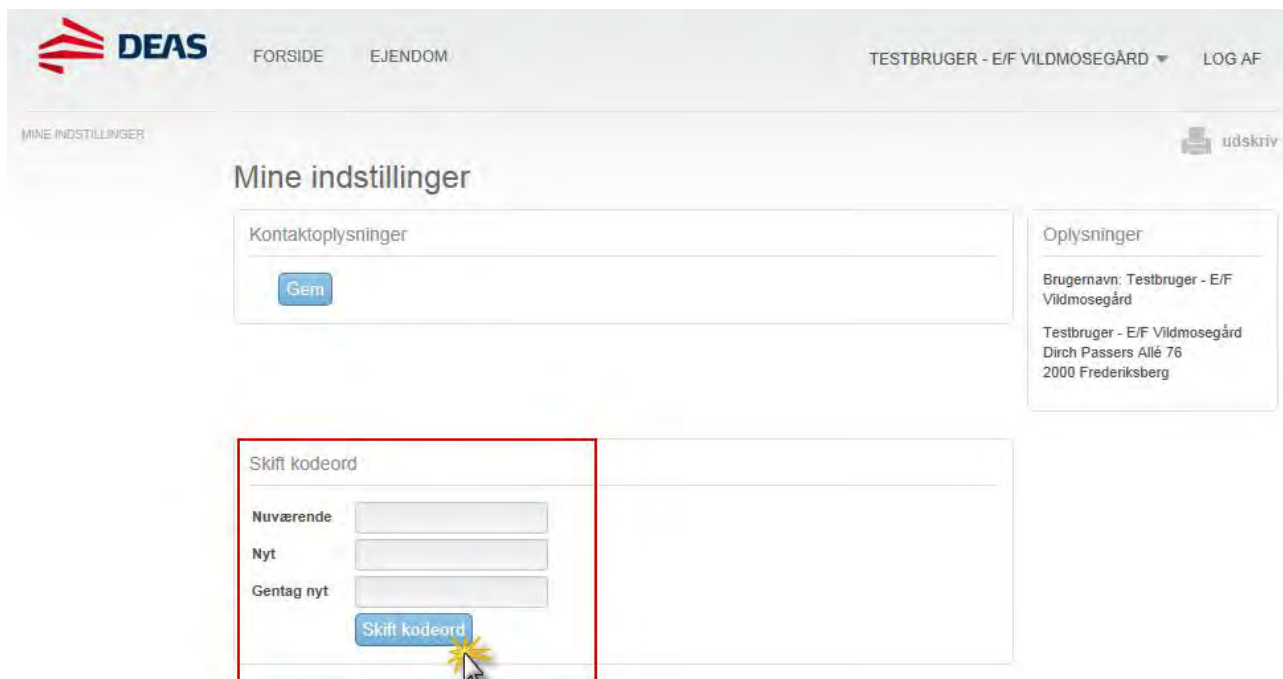 DEAS
FORSIDE EJENDOM
TESTBRUGER - E/F VILDMOSEGÅRD LOG AF
MINE INDSTILLINGER
udskriv
Mine indstillinger
Kontaktoplysninger
Gem
Oplysninger
Brugernavn: Testbruger - E/F
Vildmosegård
Testbruger - E/F Vildmosegård
Dirch Passers Allé 76
2000 Frederiksberg
Skift kodeord
Nuværende
Nyt
Gentag nyt
Skift kodeord